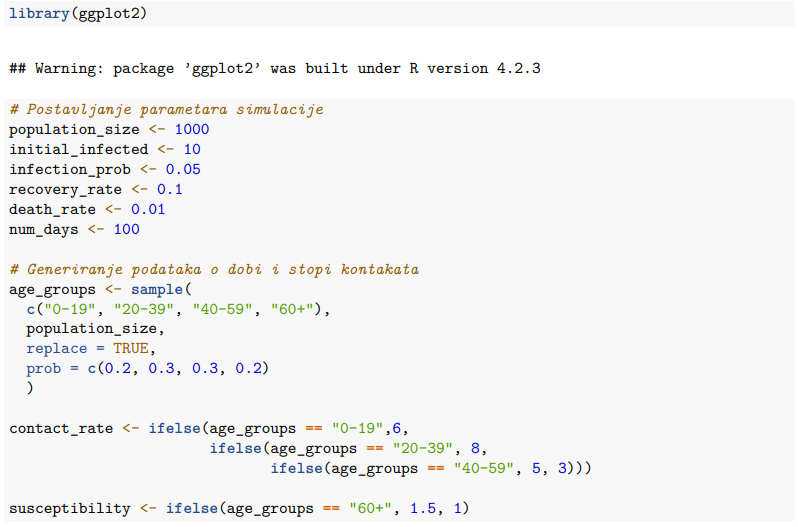 library(ggplot2)
## Warning: package ’ggplot2’ was built under R version 4.2.3
# Postavljanje parametara simulacije
population_size <- 1000
initial_infected <- 10
infection_prob <- 0.05
recovery_rate <- 0.1
death_rate <- 0.01
num_days <- 100
# Generiranje podataka o dobi i stopi kontakata
age_groups <- sample(
  c("0-19", "20-39", "40-59", "60+"),
  population_size,
  replace = TRUE,
  prob = c(0.2, 0.3, 0.3, 0.2)
  )
contact_rate <- ifelse(age_groups == "0-19",6,
                       ifelse(age_groups == "20-39", 8,
                              ifelse(age_groups == "40-59", 5, 3)))
susceptibility <- ifelse(age_groups == "60+", 1.5, 1)